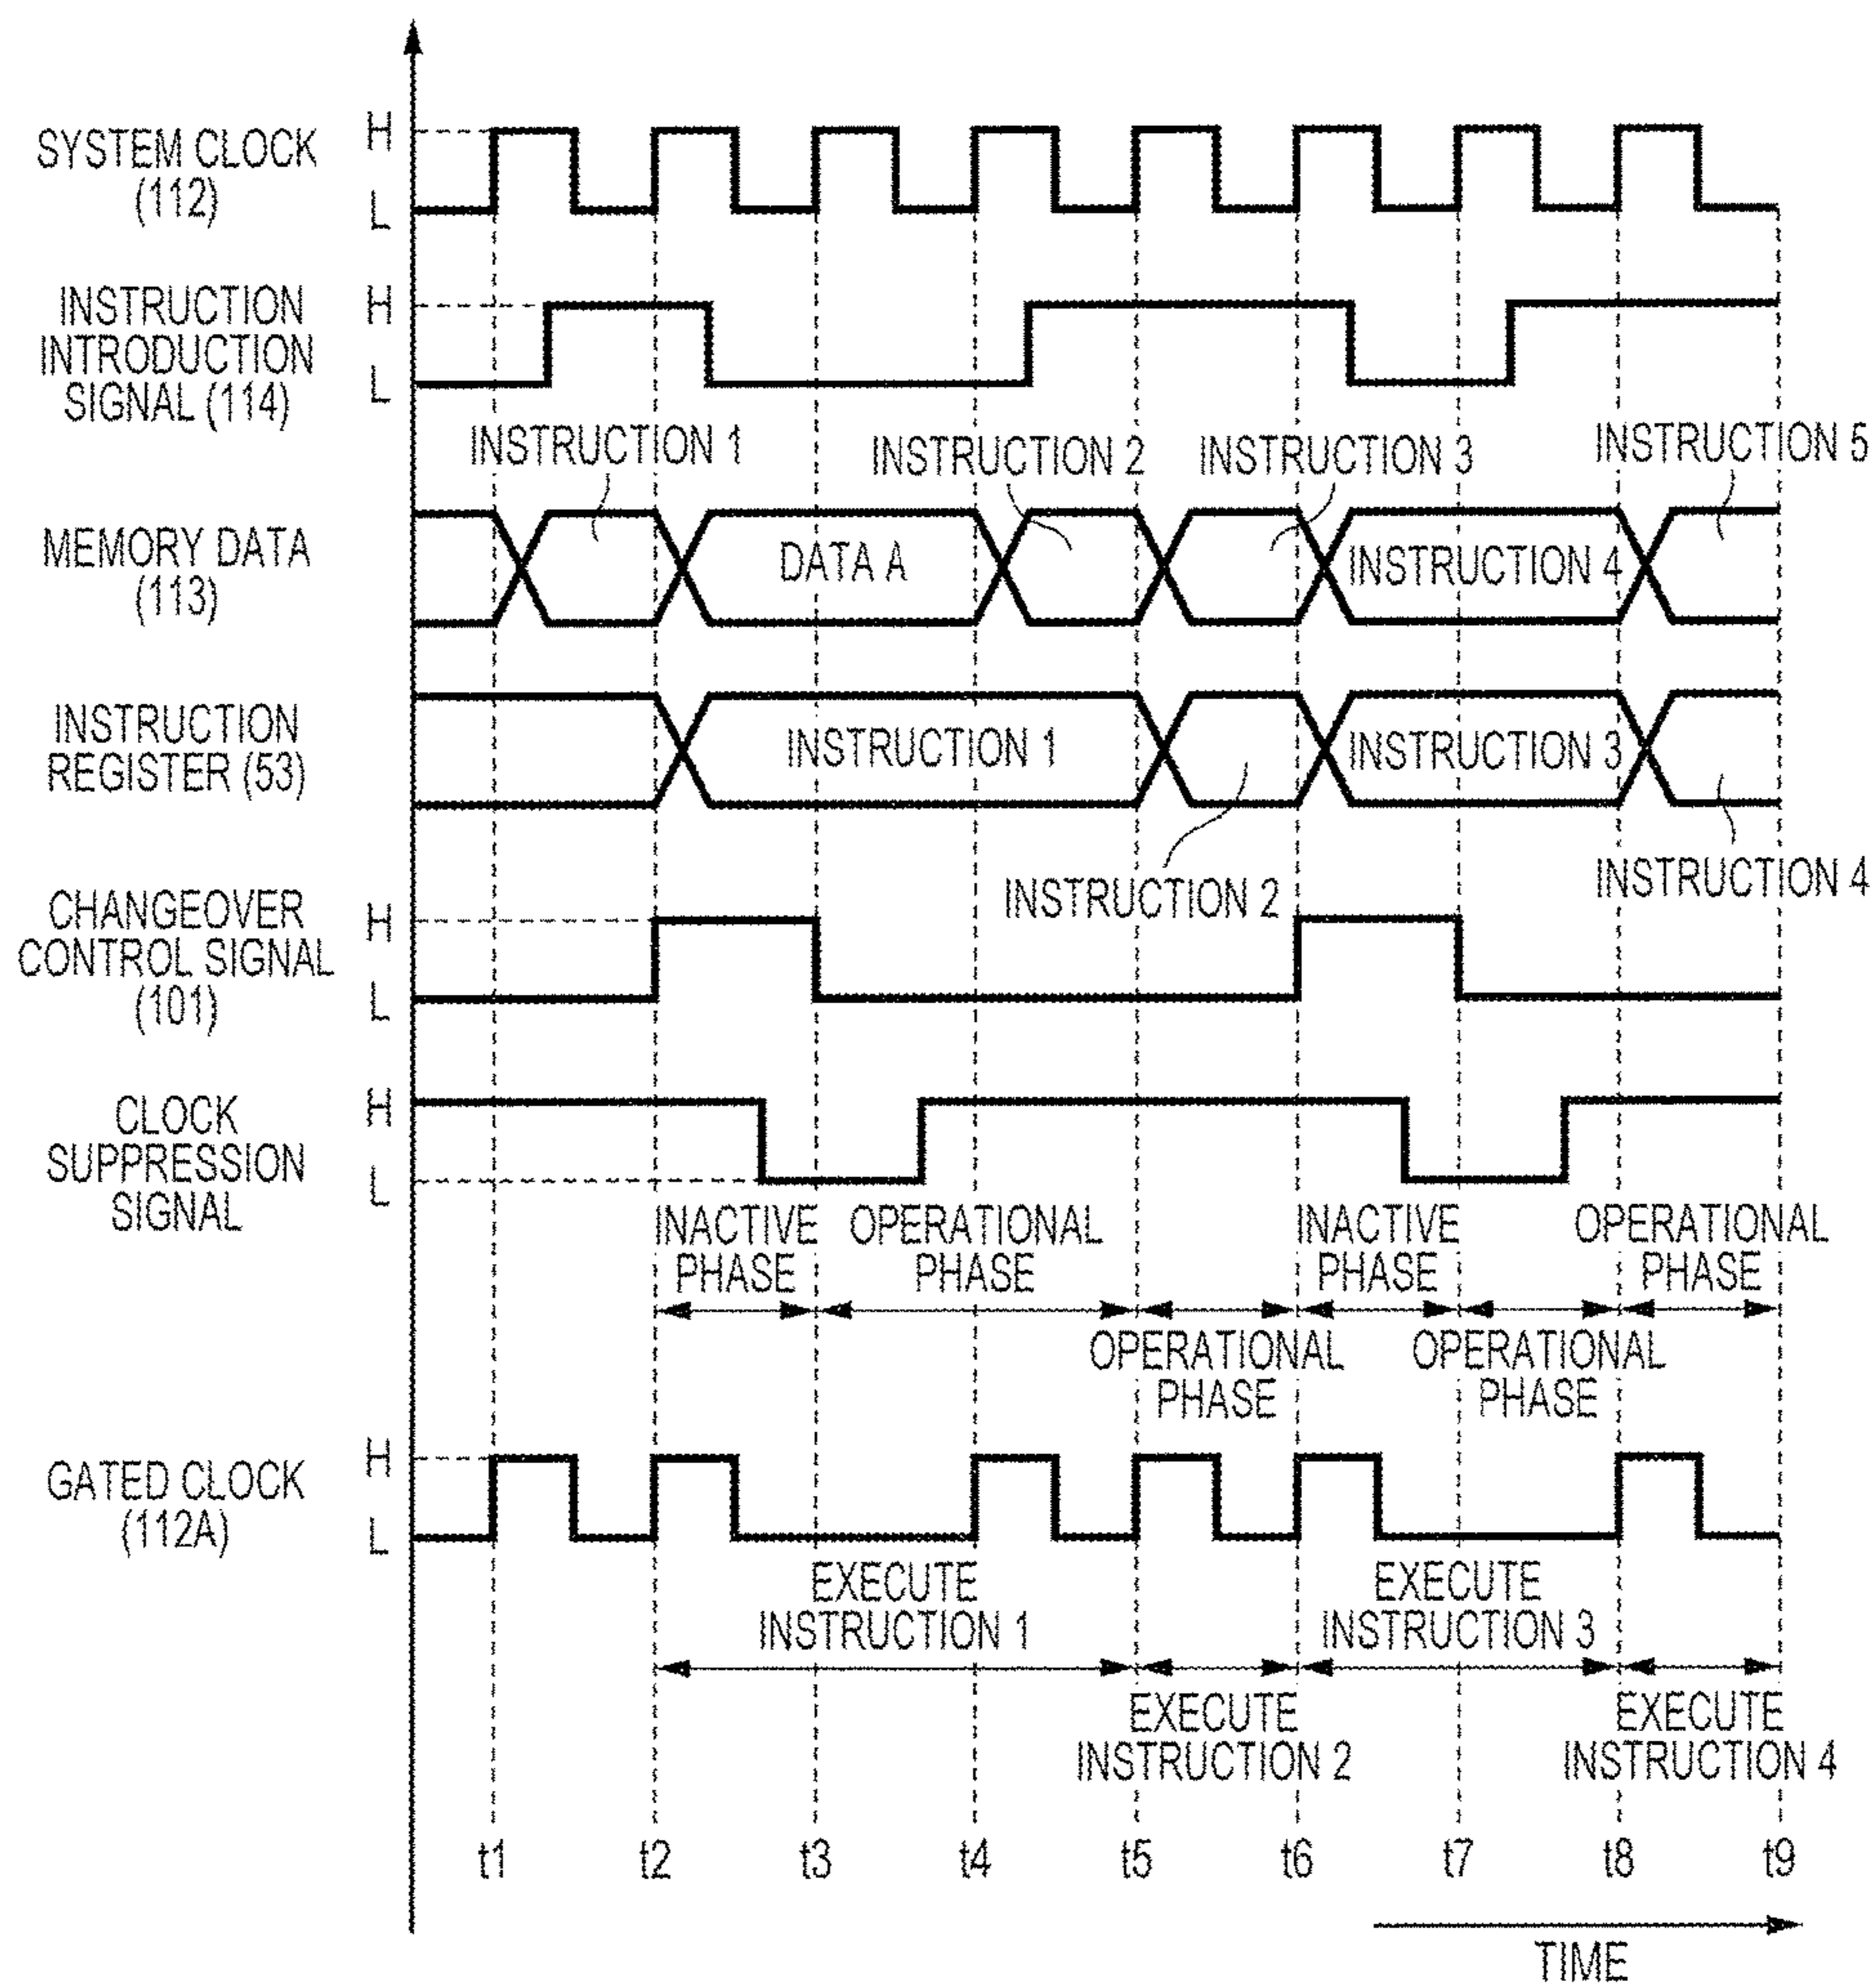 SYSTEM CLOCK
(112)
H
L
INSTRUCTION
INTRODUCTION
SIGNAL (114)
H
L
INSTRUCTION 1
INSTRUCTION 2
INSTRUCTION 3
INSTRUCTION 5
MEMORY DATA
(113)
DATA A
INSTRUCTION 4
INSTRUCTION
REGISTER (53)
INSTRUCTION 1
INSTRUCTION 3
INSTRUCTION 2
INSTRUCTION 4
CHANGEOVER
CONTROL SIGNAL
(101)
H
L
CLOCK
SUPPRESSION
SIGNAL
H
L
INACTIVE
PHASE
OPERATIONAL
PHASE
INACTIVE
PHASE
OPERATIONAL
PHASE
OPERATIONAL
PHASE
OPERATIONAL
PHASE
GATED CLOCK
(112A)
H
L
EXECUTE
INSTRUCTION 1
EXECUTE
INSTRUCTION 3
EXECUTE
INSTRUCTION 2
EXECUTE
INSTRUCTION 4
t1 t2 t3 t4 t5 t6 t7 t8 t9
TIME